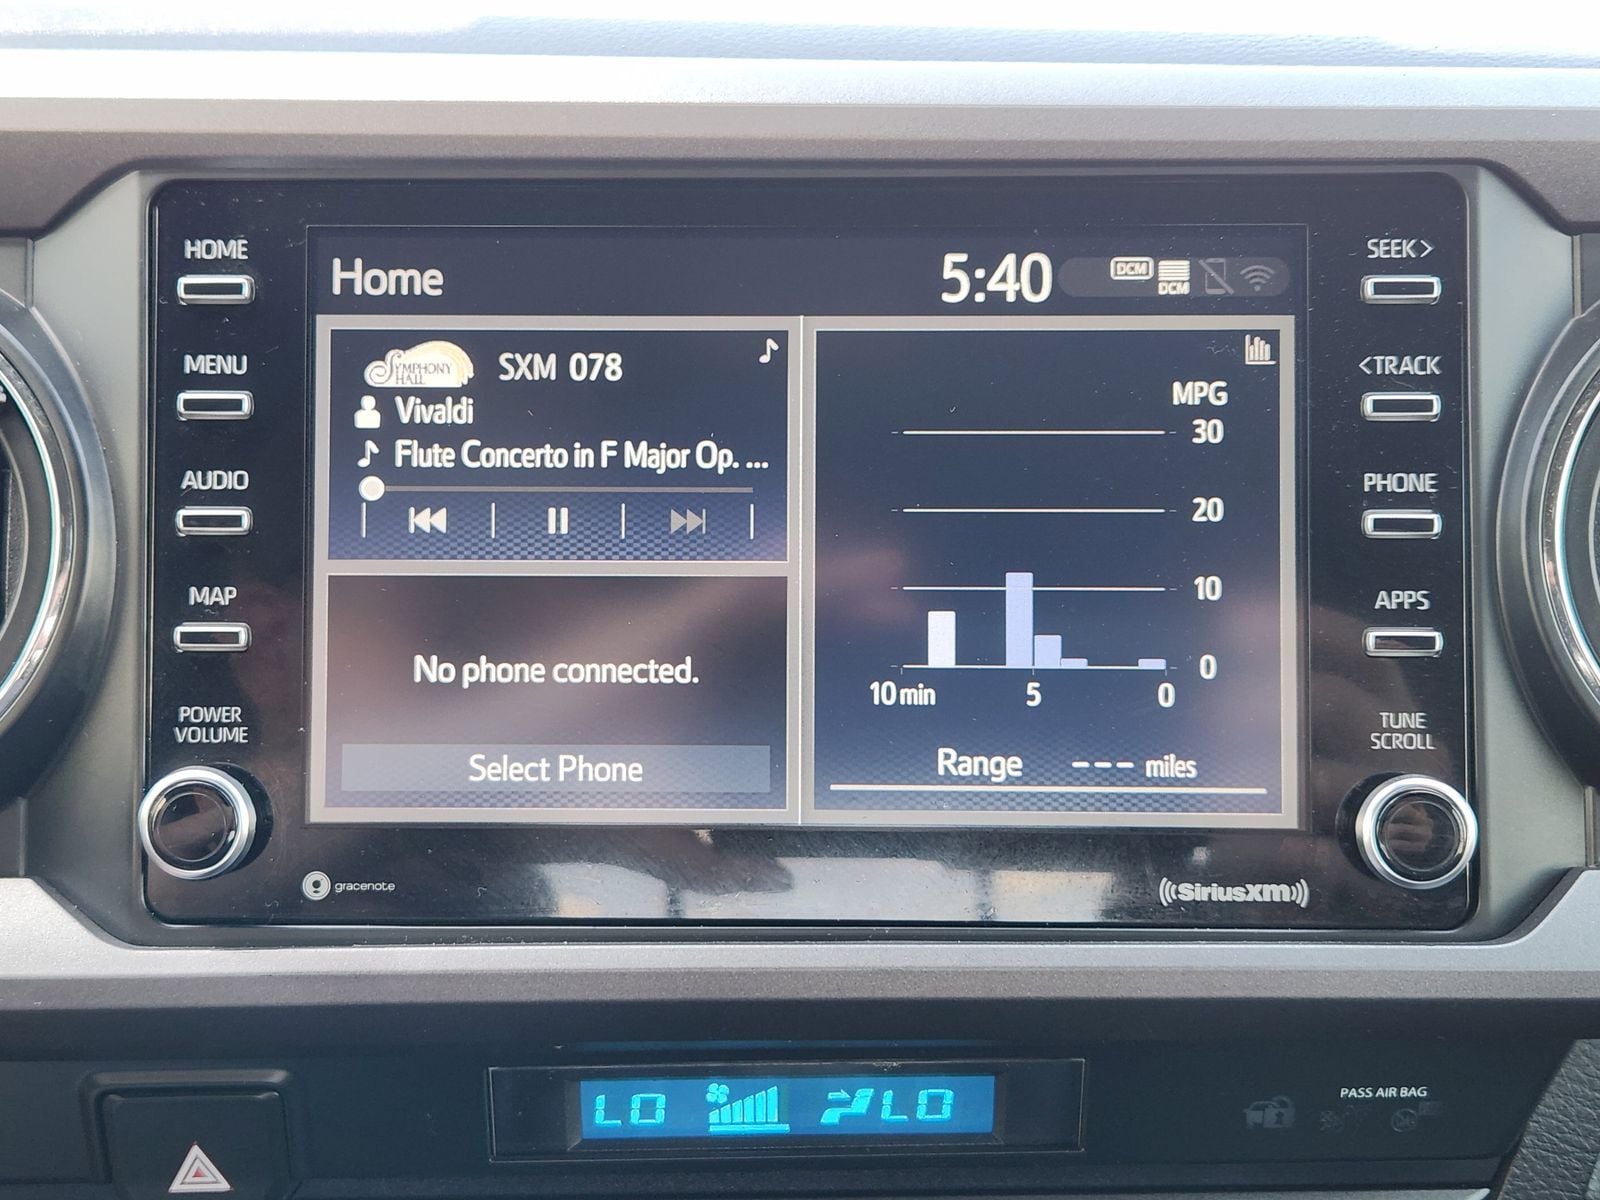 HOME
MENU
AUDIO
MAP
POWER
VOLUME
Home
5:40
DCM
DCM
SYMPHONY
HALL
SXM 078
Vivaldi
Flute Concerto in F Major Op. ...
No phone connected.
Select Phone
MPG
30
20
10
0
10 min
5
0
Range --- miles
SEEK>
<TRACK
PHONE
APPS
TUNE
SCROLL
gracenote
((SiriusXM))
LO
LO
PASS AIR BAG